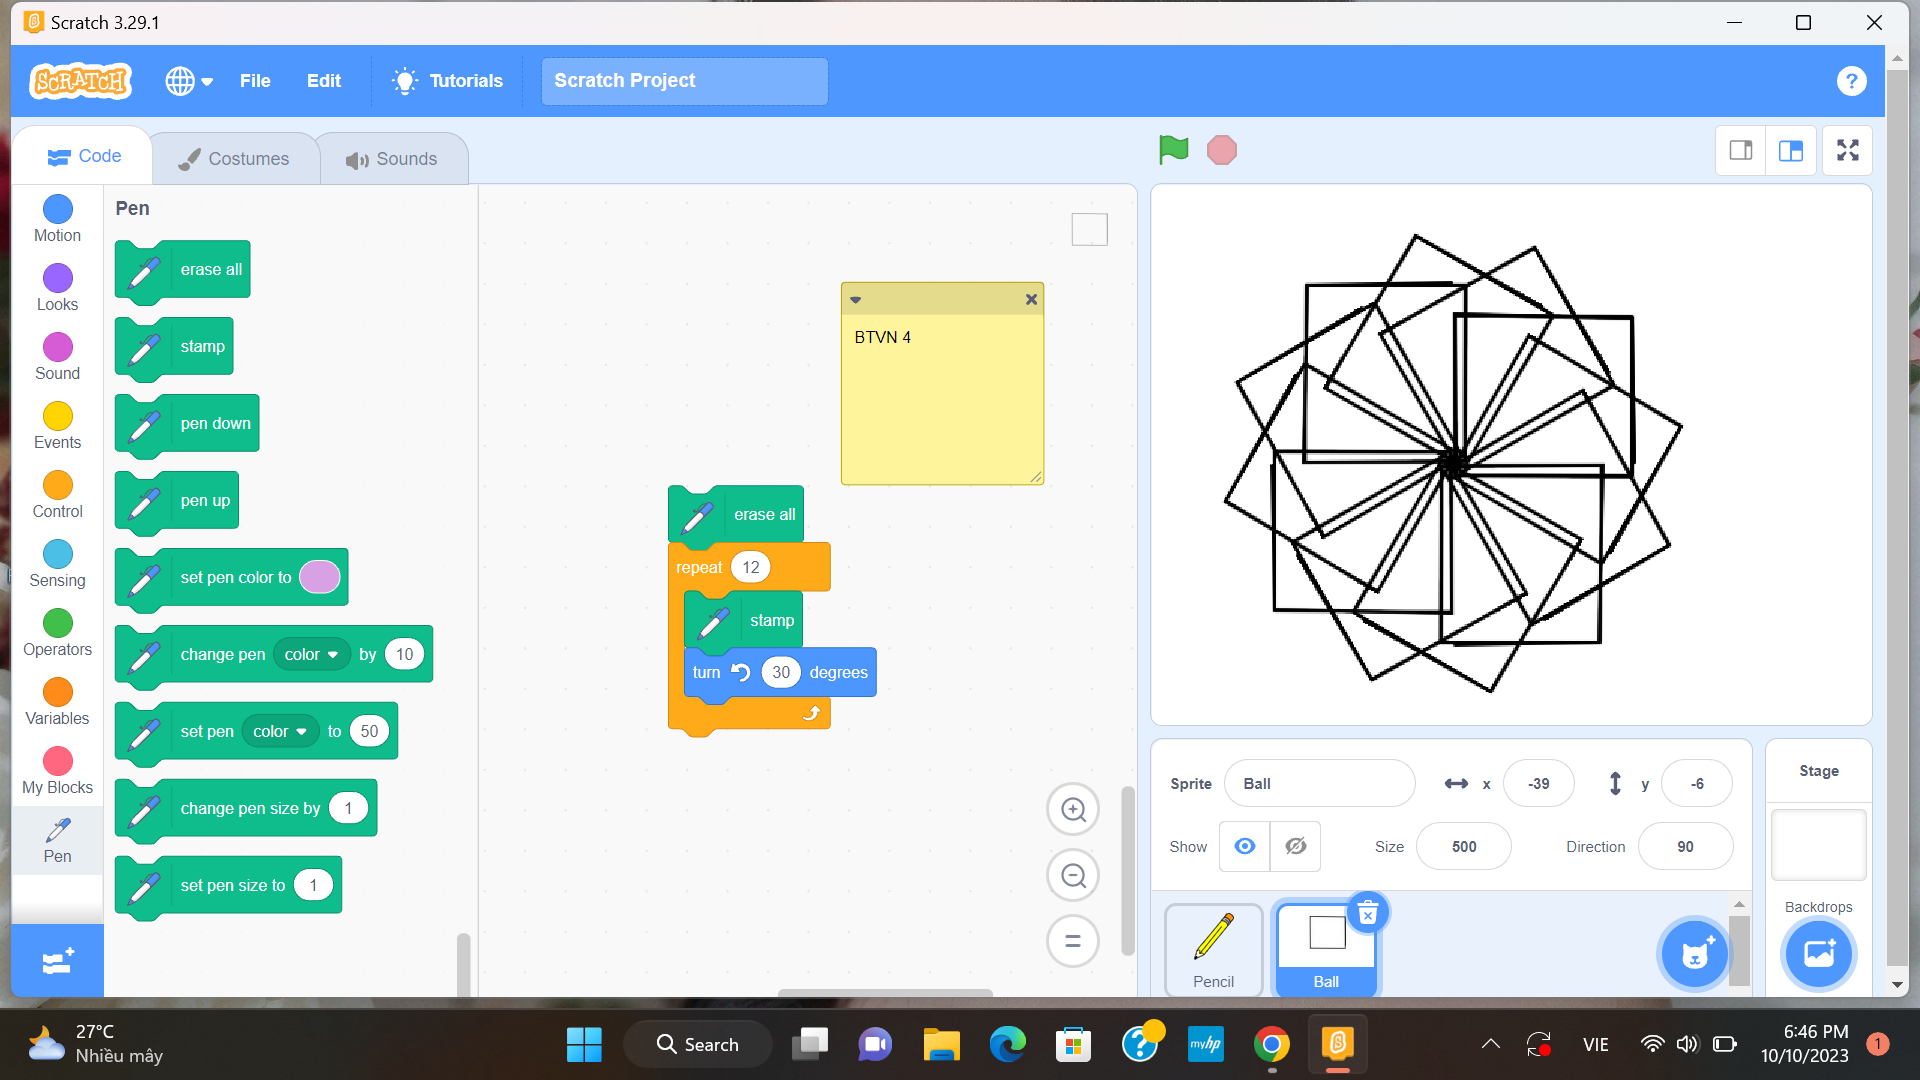 Scratch 3.29.1
SCRATCH
File
Edit
Tutorials
Scratch Project
?
Code
Costumes
Sounds
Motion
Looks
Sound
Events
Control
Sensing
Operators
Variables
My Blocks
Pen
Pen
erase all
stamp
pen down
pen up
set pen color to
change pen color by 10
set pen color to 50
change pen size by 1
set pen size to 1
BTVN 4
erase all
repeat 12
stamp
turn 30 degrees
Sprite Ball x -39 y -6
Show Size 500 Direction 90
Pencil
Ball
Stage
Backdrops
27°C
Nhiều mây
Search
myhp
VIE
6:46 PM
10/10/2023
1